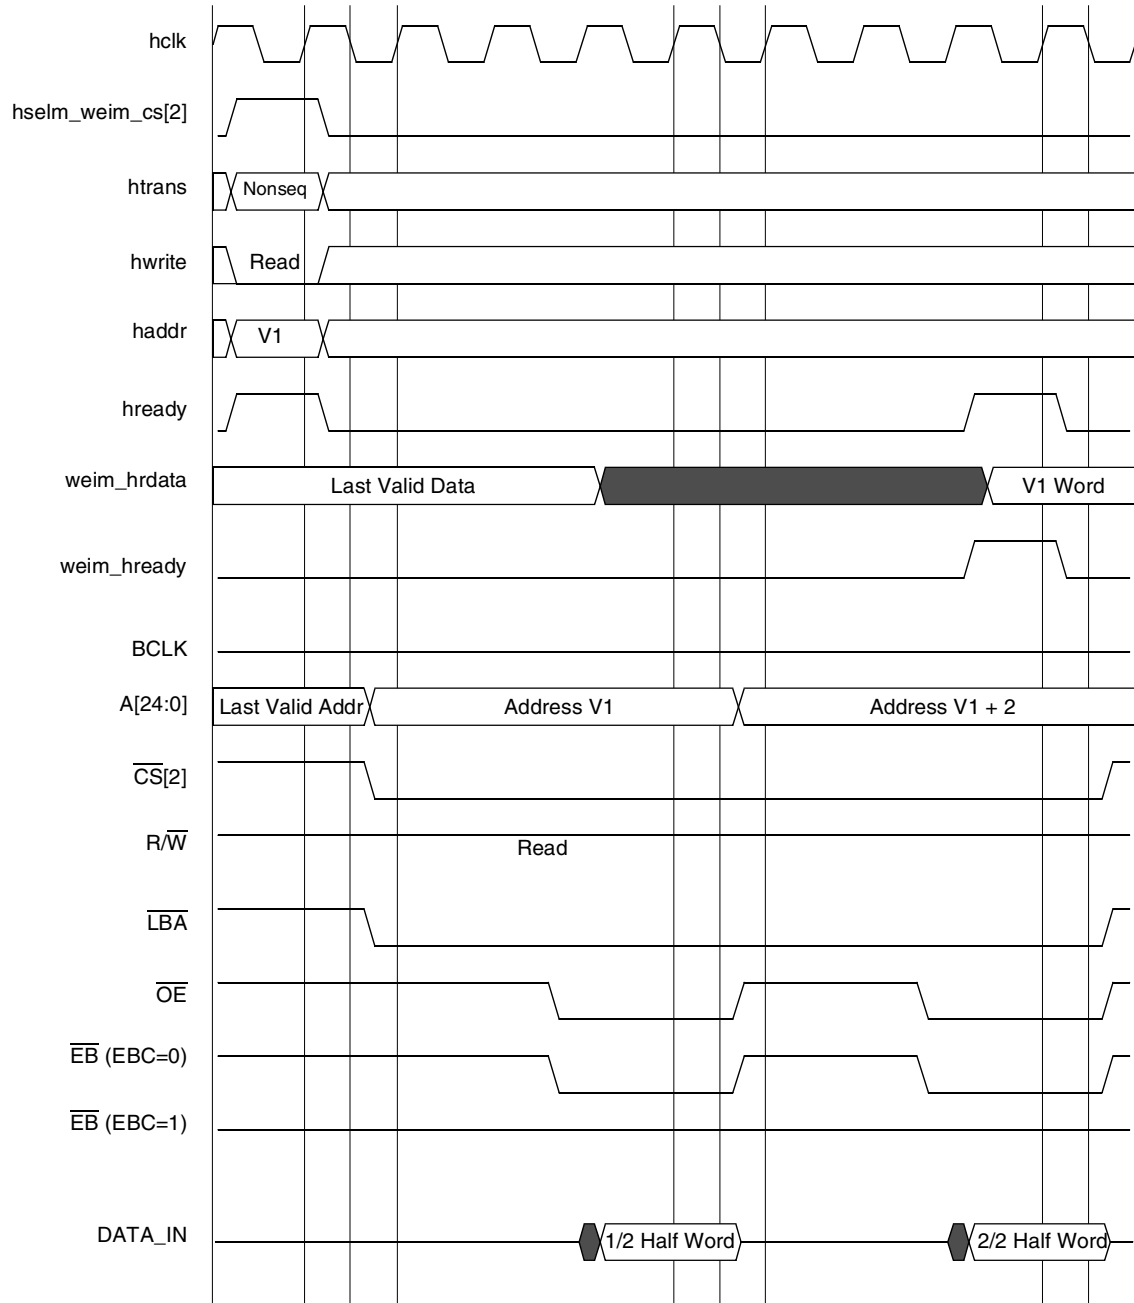 hclk
hselm_weim_cs[2]
htrans Nonseq
hwrite Read
haddr V1
hready
weim_hrdata Last Valid Data V1 Word
weim_hready
BCLK
A[24:0] Last Valid Addr Address V1 Address V1 + 2
CS[2]
R/W Read
LBA
OE
EB (EBC=0)
EB (EBC=1)
DATA_IN 1/2 Half Word 2/2 Half Word